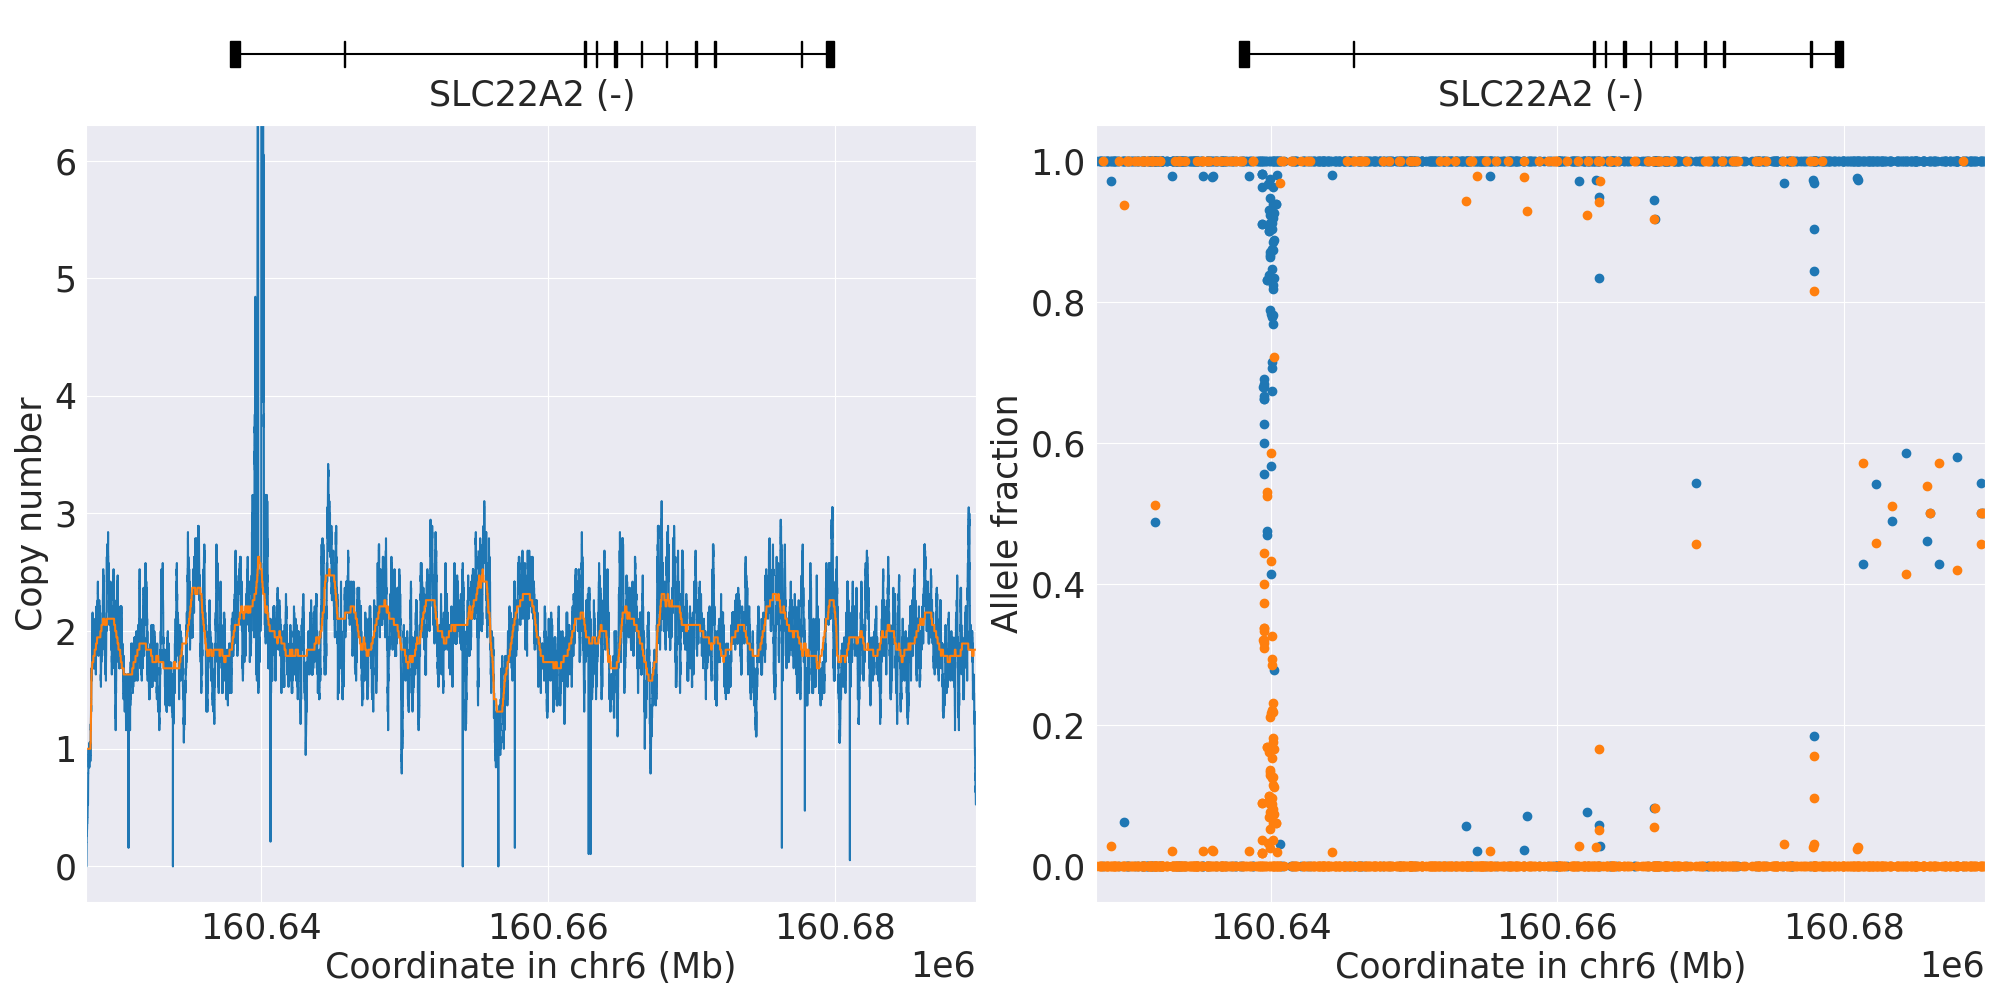 SLC22A2 (-)
6
5
4
3
2
1
0
Copy number
160.64 160.66 160.68
Coordinate in chr6 (Mb) 1e6
SLC22A2 (-)
1.0
0.8
0.6
0.4
0.2
0.0
Allele fraction
160.64 160.66 160.68
Coordinate in chr6 (Mb) 1e6